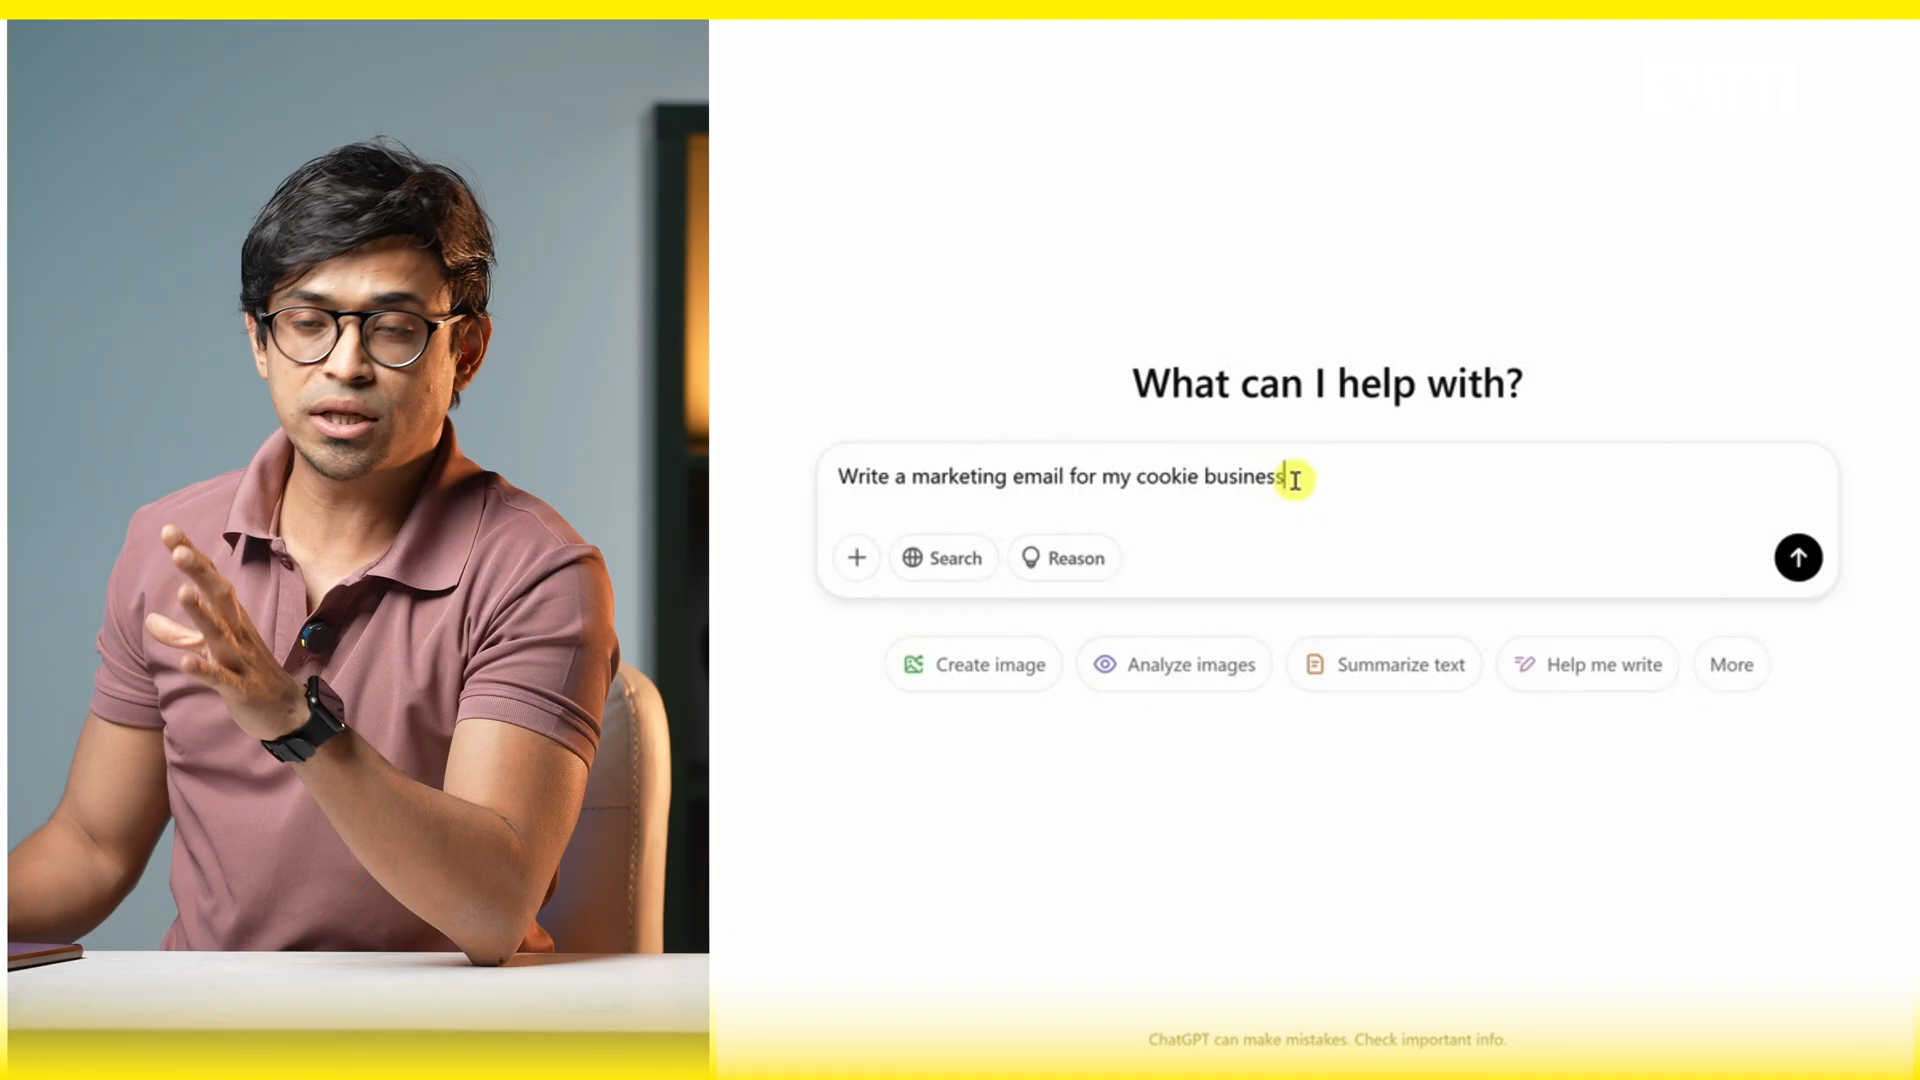 What can I help with?
Write a marketing email for my cookie business
Search
Reason
Create image
Analyze images
Summarize text
Help me write
More
ChatGPT can make mistakes. Check important info.